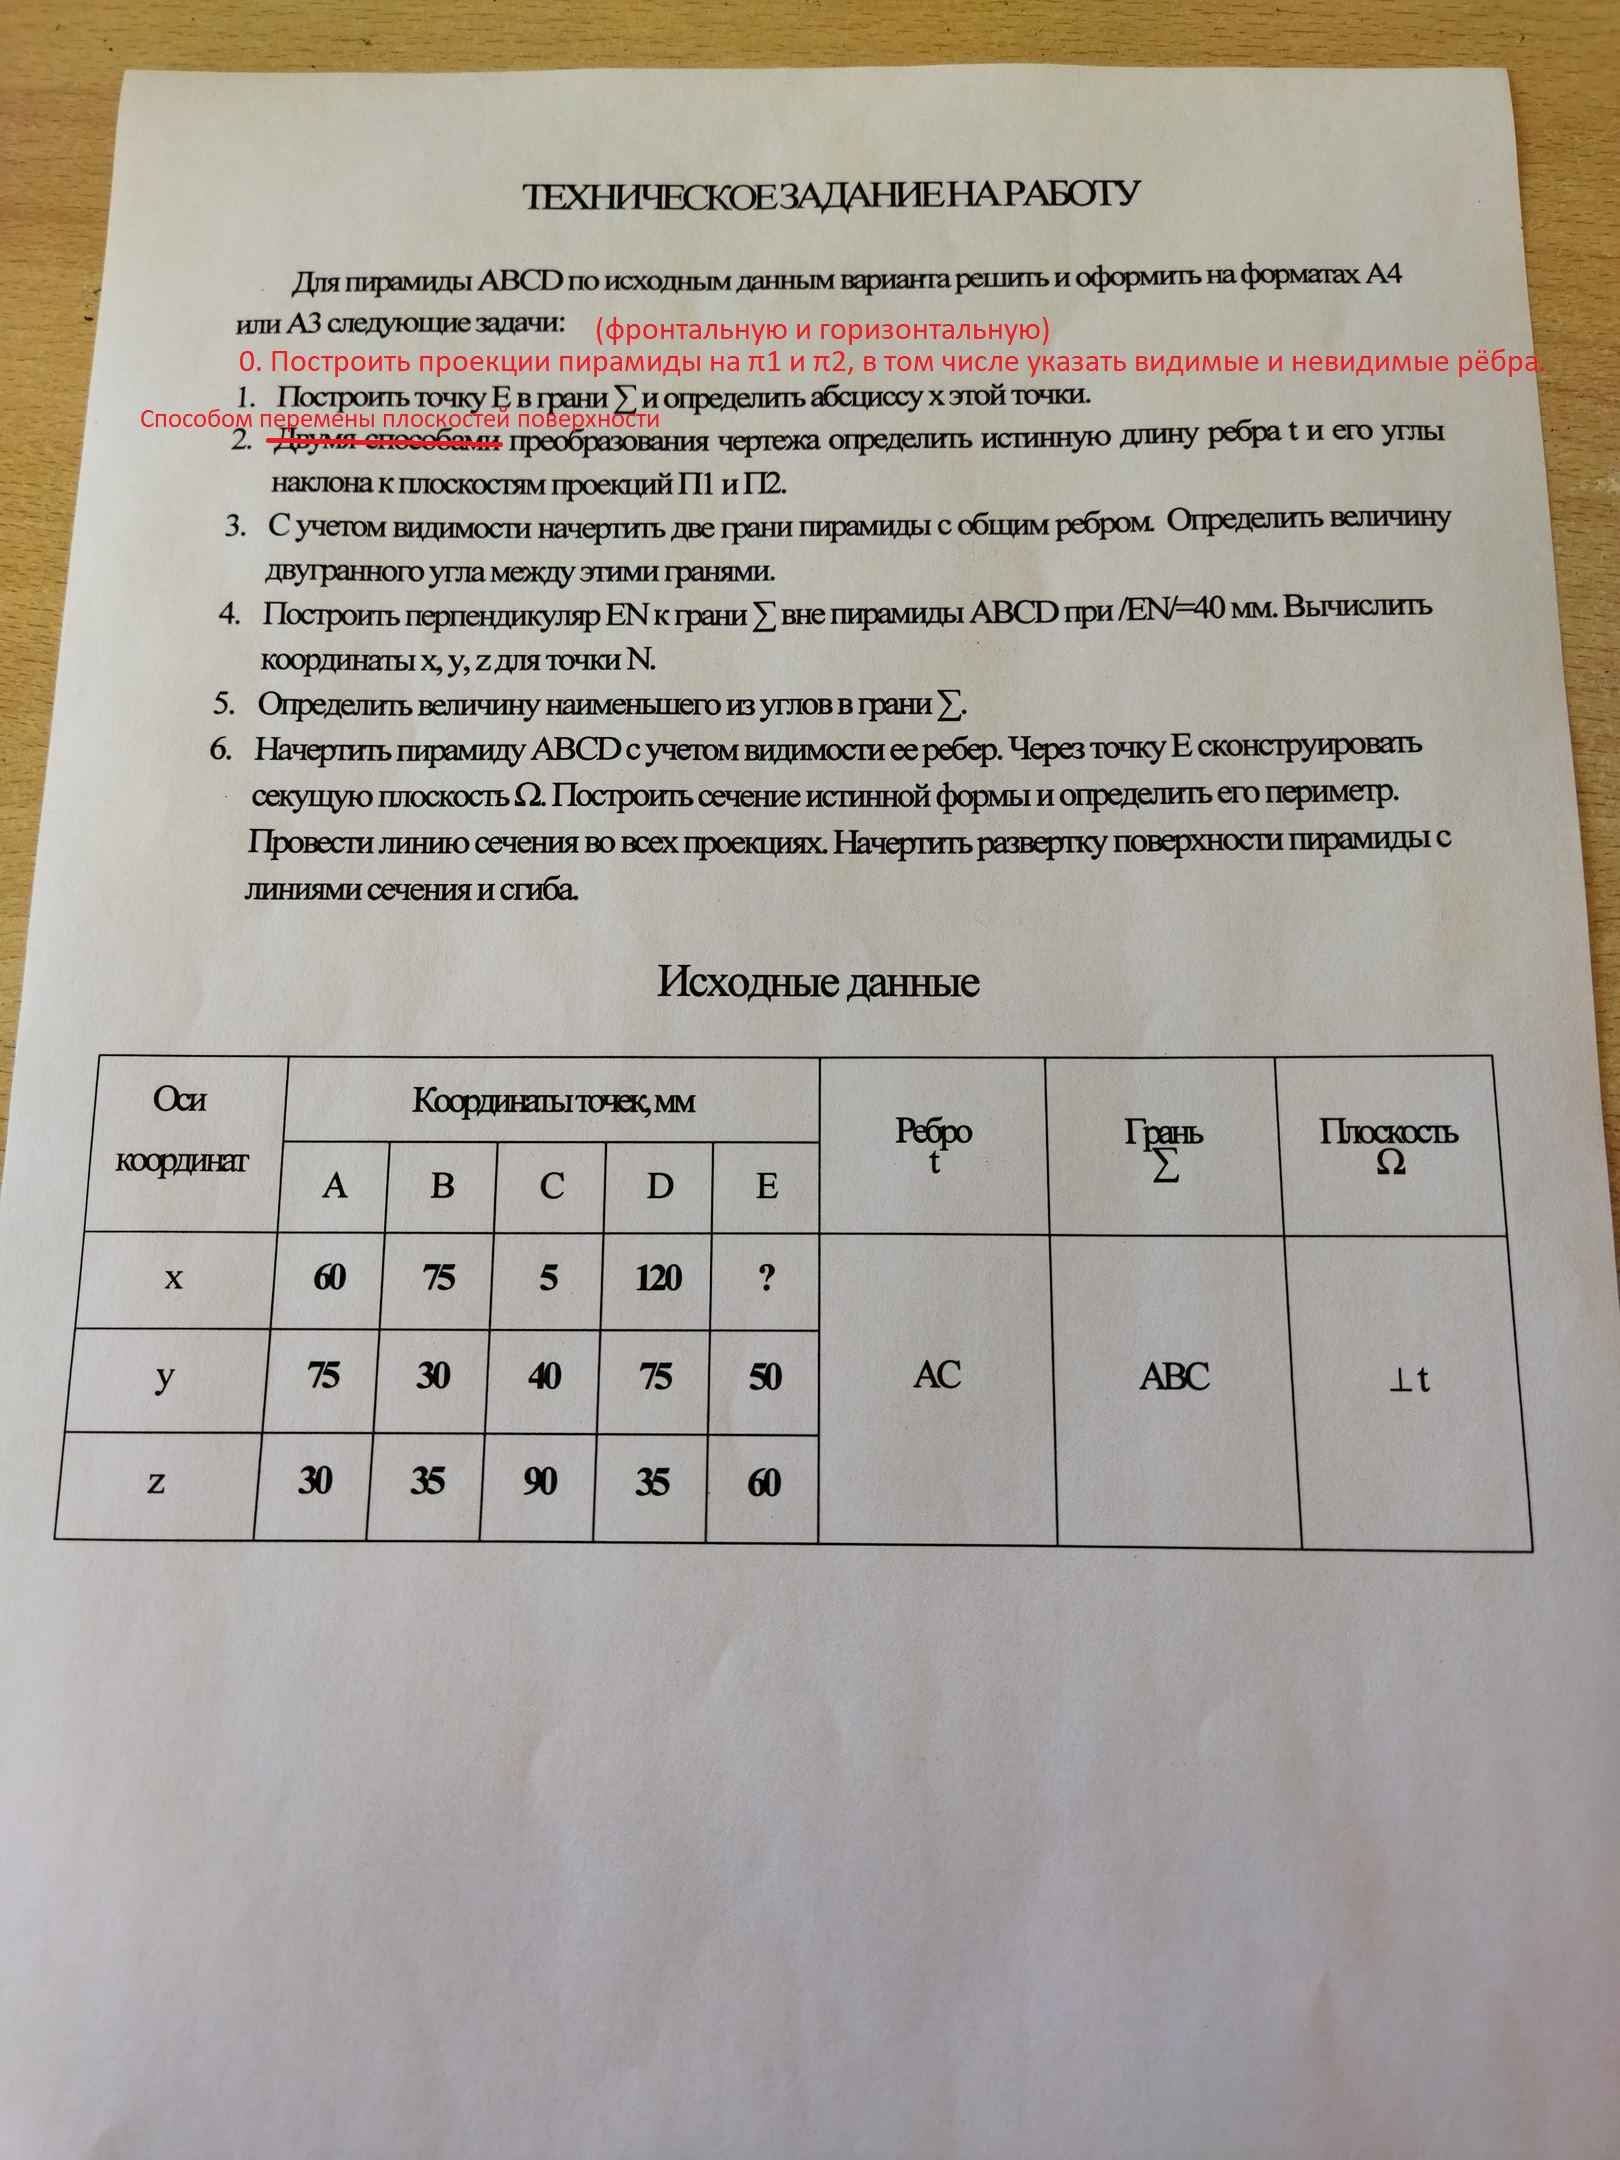 ТЕХНИЧЕСКОЕ ЗАДАНИЕ НА РАБОТУ
Для пирамиды ABCD по исходным данным варианта решить и оформить на форматах А4
или А3 следующие задачи:
(фронтальную и горизонтальную)
0. Построить проекции пирамиды на π1 и π2, в том числе указать видимые и невидимые рёбра.
1. Построить точку Е в грани ∑ и определить абсциссу х этой точки.
Способом перемены плоскостей поверхности
2. Двумя способами преобразования чертежа определить истинную длину ребра t и его углы
наклона к плоскостям проекций П1 и П2.
3. С учетом видимости начертить две грани пирамиды с общим ребром. Определить величину
двугранного угла между этими гранями.
4. Построить перпендикуляр EN к грани ∑ вне пирамиды ABCD при /EN/=40 мм. Вычислить
координаты x, y, z для точки N.
5. Определить величину наименьшего из углов в грани ∑.
6. Начертить пирамиду ABCD с учетом видимости ее ребер. Через точку Е сконструировать
секущую плоскость Ω. Построить сечение истинной формы и определить его периметр.
Провести линию сечения во всех проекциях. Начертить развертку поверхности пирамиды с
линиями сечения и сгиба.
Исходные данные
Оси координат Координаты точек, мм Ребро t Грань ∑ Плоскость Ω
A B C D E
x 60 75 5 120 ?
y 75 30 40 75 50 AC ABC ⊥t
z 30 35 90 35 60